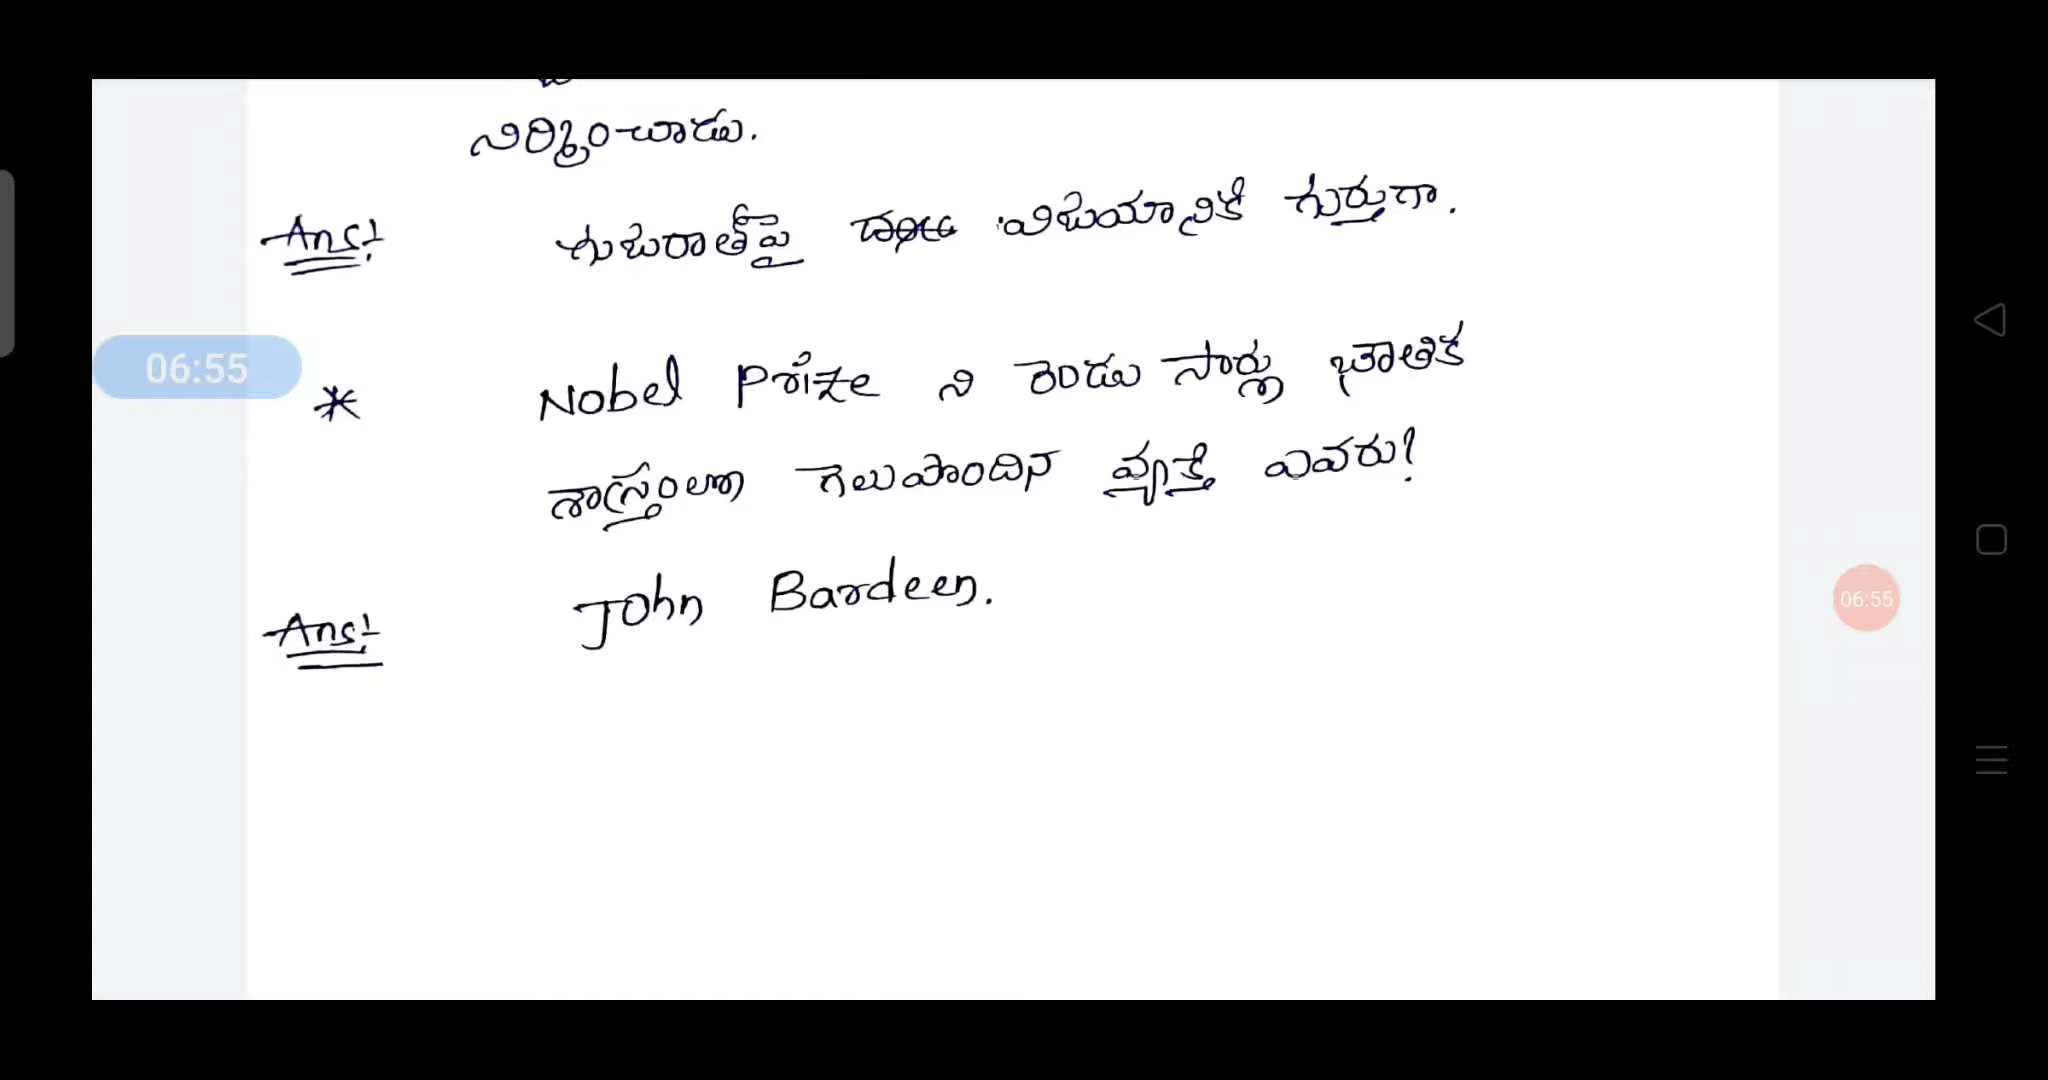 నిర్మించాడు.
Ans: గుజరాత్‌పై విజయానికి గుర్తుగా.
06:55
* Nobel Prize ని రెండు సార్లు భౌతిక
శాస్త్రంలో గెలుపొందిన వ్యక్తి ఎవరు?
06:55
Ans: John Bardeen.